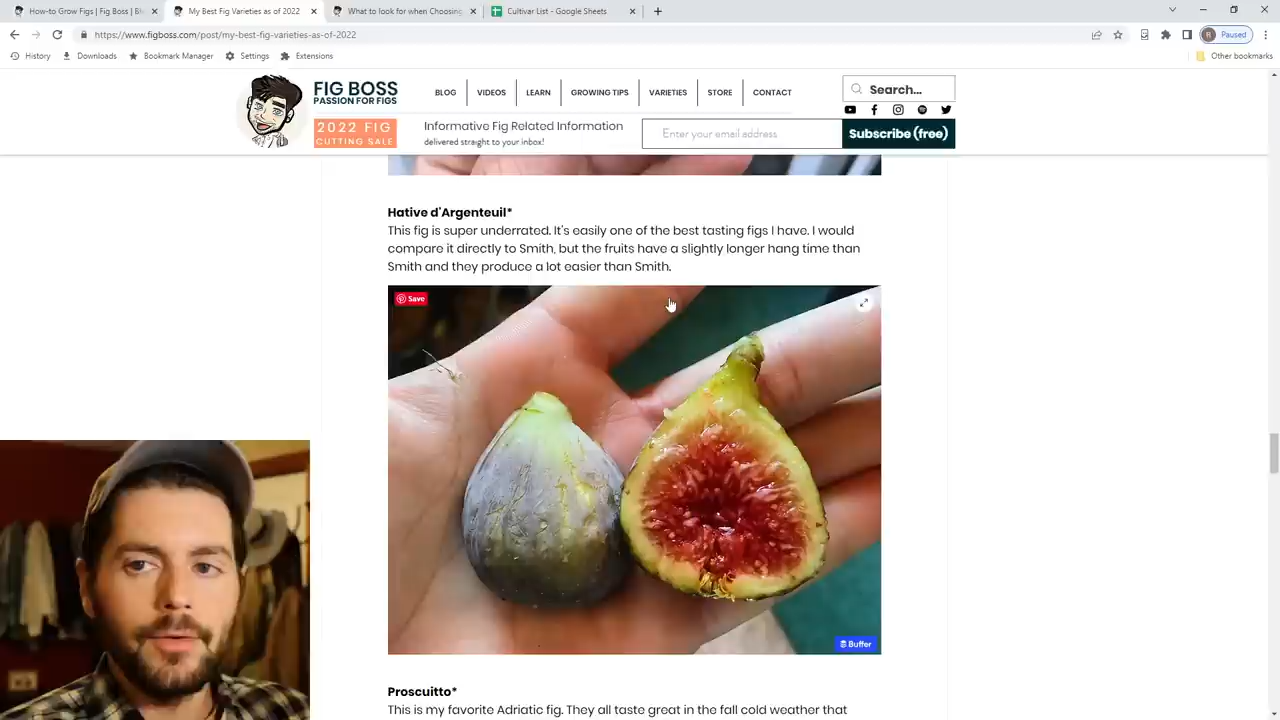 How-to Grow Figs | Fig Boss | Bl
My Best Fig Varieties as of 2022
What to look for when Choosing
Cultivar List - Google Sheets
https://www.figboss.com/post/my-best-fig-varieties-as-of-2022
R Paused
History Downloads Bookmark Manager Settings Extensions Other bookmarks
FIG BOSS
PASSION FOR FIGS
BLOG VIDEOS LEARN GROWING TIPS VARIETIES STORE CONTACT
Search...
2022 FIG
CUTTING SALE
Informative Fig Related Information
delivered straight to your inbox!
Enter your email address
Subscribe (free)
Hative d'Argenteuil*
This fig is super underrated. It's easily one of the best tasting figs I have. I would
compare it directly to Smith, but the fruits have a slightly longer hang time than
Smith and they produce a lot easier than Smith.
Save
Buffer
Proscuitto*
This is my favorite Adriatic fig. They all taste great in the fall cold weather that